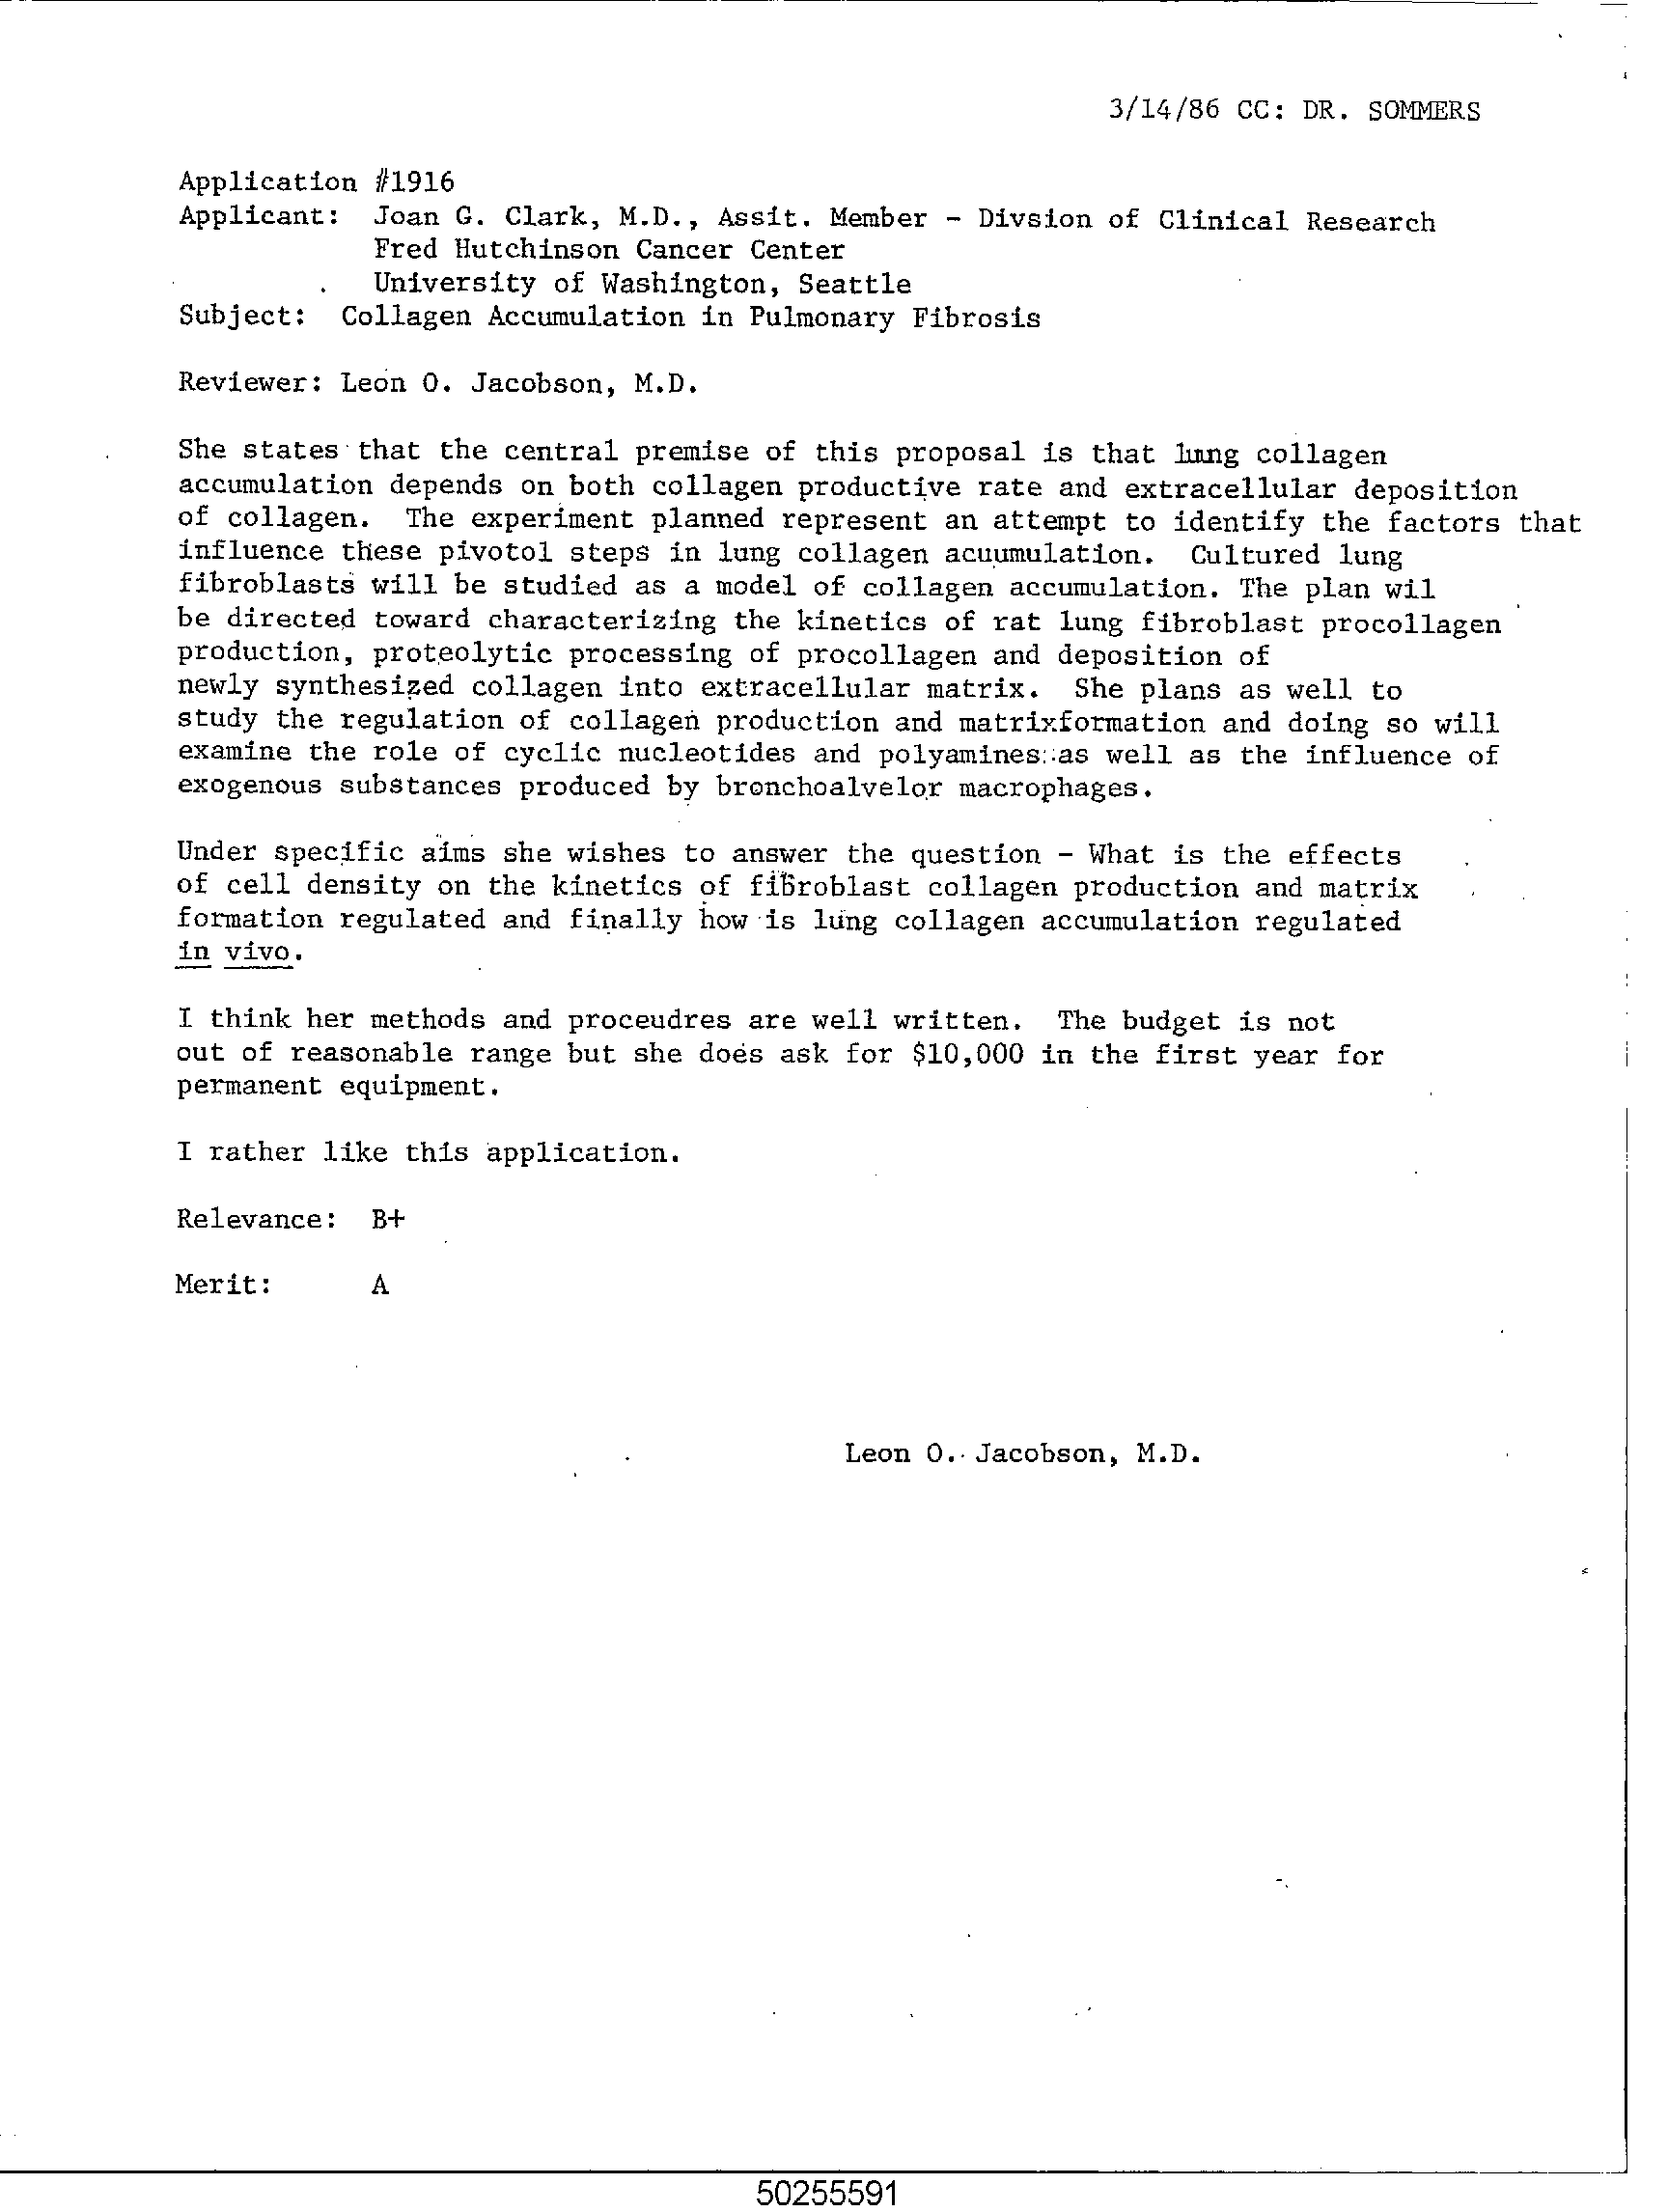 3/14/86 CC: DR. SOMMERS
Application #1916
Applicant: Joan G. Clark, M.D., Assit. Member - Divsion of Clinical Research
Fred Hutchinson Cancer Center
University of Washington, Seattle
Subject: Collagen Accumulation in Pulmonary Fibrosis
Reviewer: Leon O. Jacobson, M.D.
She states that the central premise of this proposal is that lung collagen
accumulation depends on both collagen productive rate and extracellular deposition
of collagen. The experiment planned represent an attempt to identify the factors that
influence these pivotol steps in lung collagen acuumulation. Cultured lung
fibroblasts will be studied as a model of collagen accumulation. The plan wil
be directed toward characterizing the kinetics of rat lung fibroblast procollagen
production, proteolytic processing of procollagen and deposition of
newly synthesized collagen into extracellular matrix. She plans as well to
study the regulation of collagen production and matrixformation and doing so will
examine the role of cyclic nucleotides and polyamines as well as the influence of
exogenous substances produced by bronchoalvelor macrophages.
Under specific aims she wishes to answer the question - What is the effects
of cell density on the kinetics of fibroblast collagen production and matrix
formation regulated and finally how is lung collagen accumulation regulated
in vivo.
I think her methods and proceudres are well written. The budget is not
out of reasonable range but she does ask for $10,000 in the first year for
permanent equipment.
I rather like this application.
Relevance: B+
Merit: A
Leon O. Jacobson, M.D.
50255591